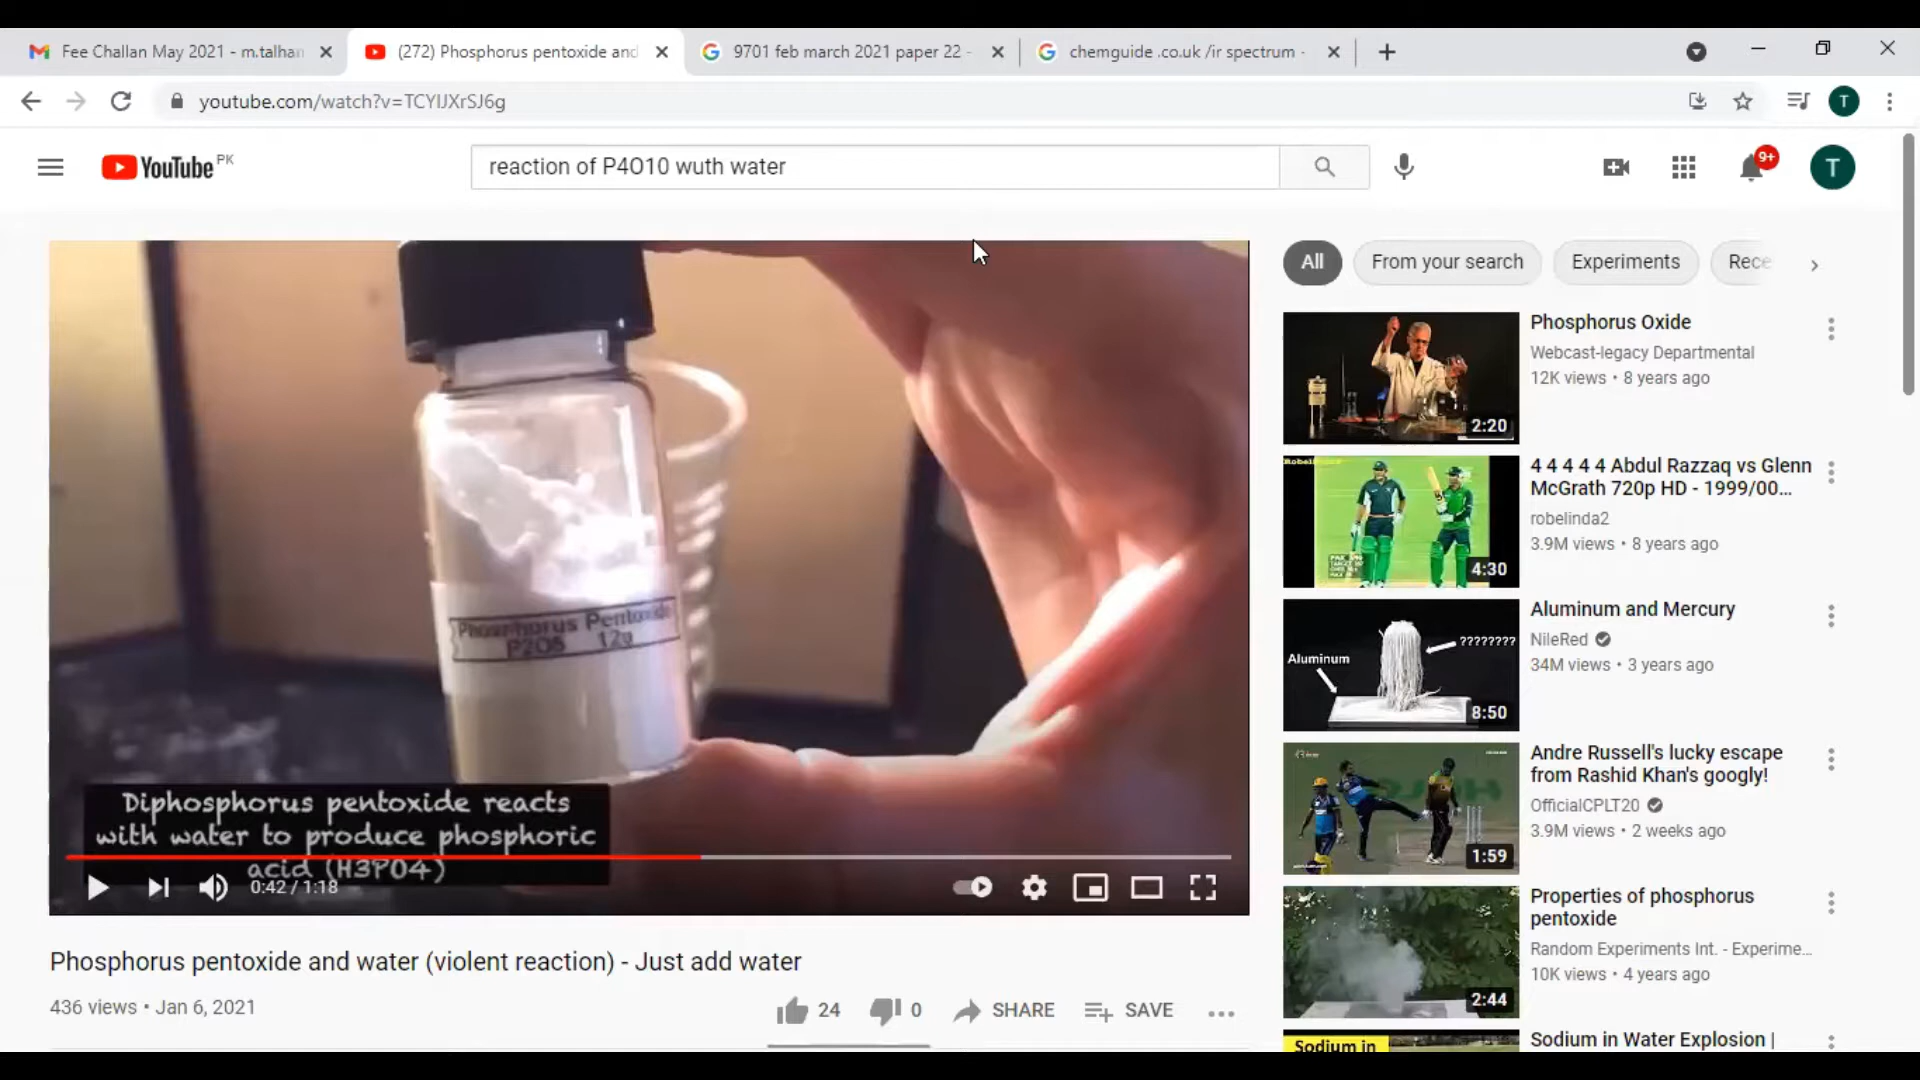 Fee Challan May 2021 - m.talhan
(272) Phosphorus pentoxide and
9701 feb march 2021 paper 22 -
chemguide .co.uk /ir spectrum -
youtube.com/watch?v=TCYIJXrSJ6g
T
YouTube PK
reaction of P4O10 wuth water
9+
T
Phosphorus Pentoxide
P2O5 12g
Diphosphorus pentoxide reacts
with water to produce phosphoric
acid (H3PO4)
0:42 / 1:18
Phosphorus pentoxide and water (violent reaction) - Just add water
436 views • Jan 6, 2021
24
0
SHARE
SAVE
All
From your search
Experiments
Rece
2:20
Phosphorus Oxide
Webcast-legacy Departmental
12K views • 8 years ago
4:30
4 4 4 4 4 Abdul Razzaq vs Glenn
McGrath 720p HD - 1999/00...
robelinda2
3.9M views • 8 years ago
Aluminum
????????
8:50
Aluminum and Mercury
NileRed
34M views • 3 years ago
1:59
Andre Russell's lucky escape
from Rashid Khan's googly!
OfficialCPLT20
3.9M views • 2 weeks ago
2:44
Properties of phosphorus
pentoxide
Random Experiments Int. - Experime...
10K views • 4 years ago
Sodium in
Sodium in Water Explosion |